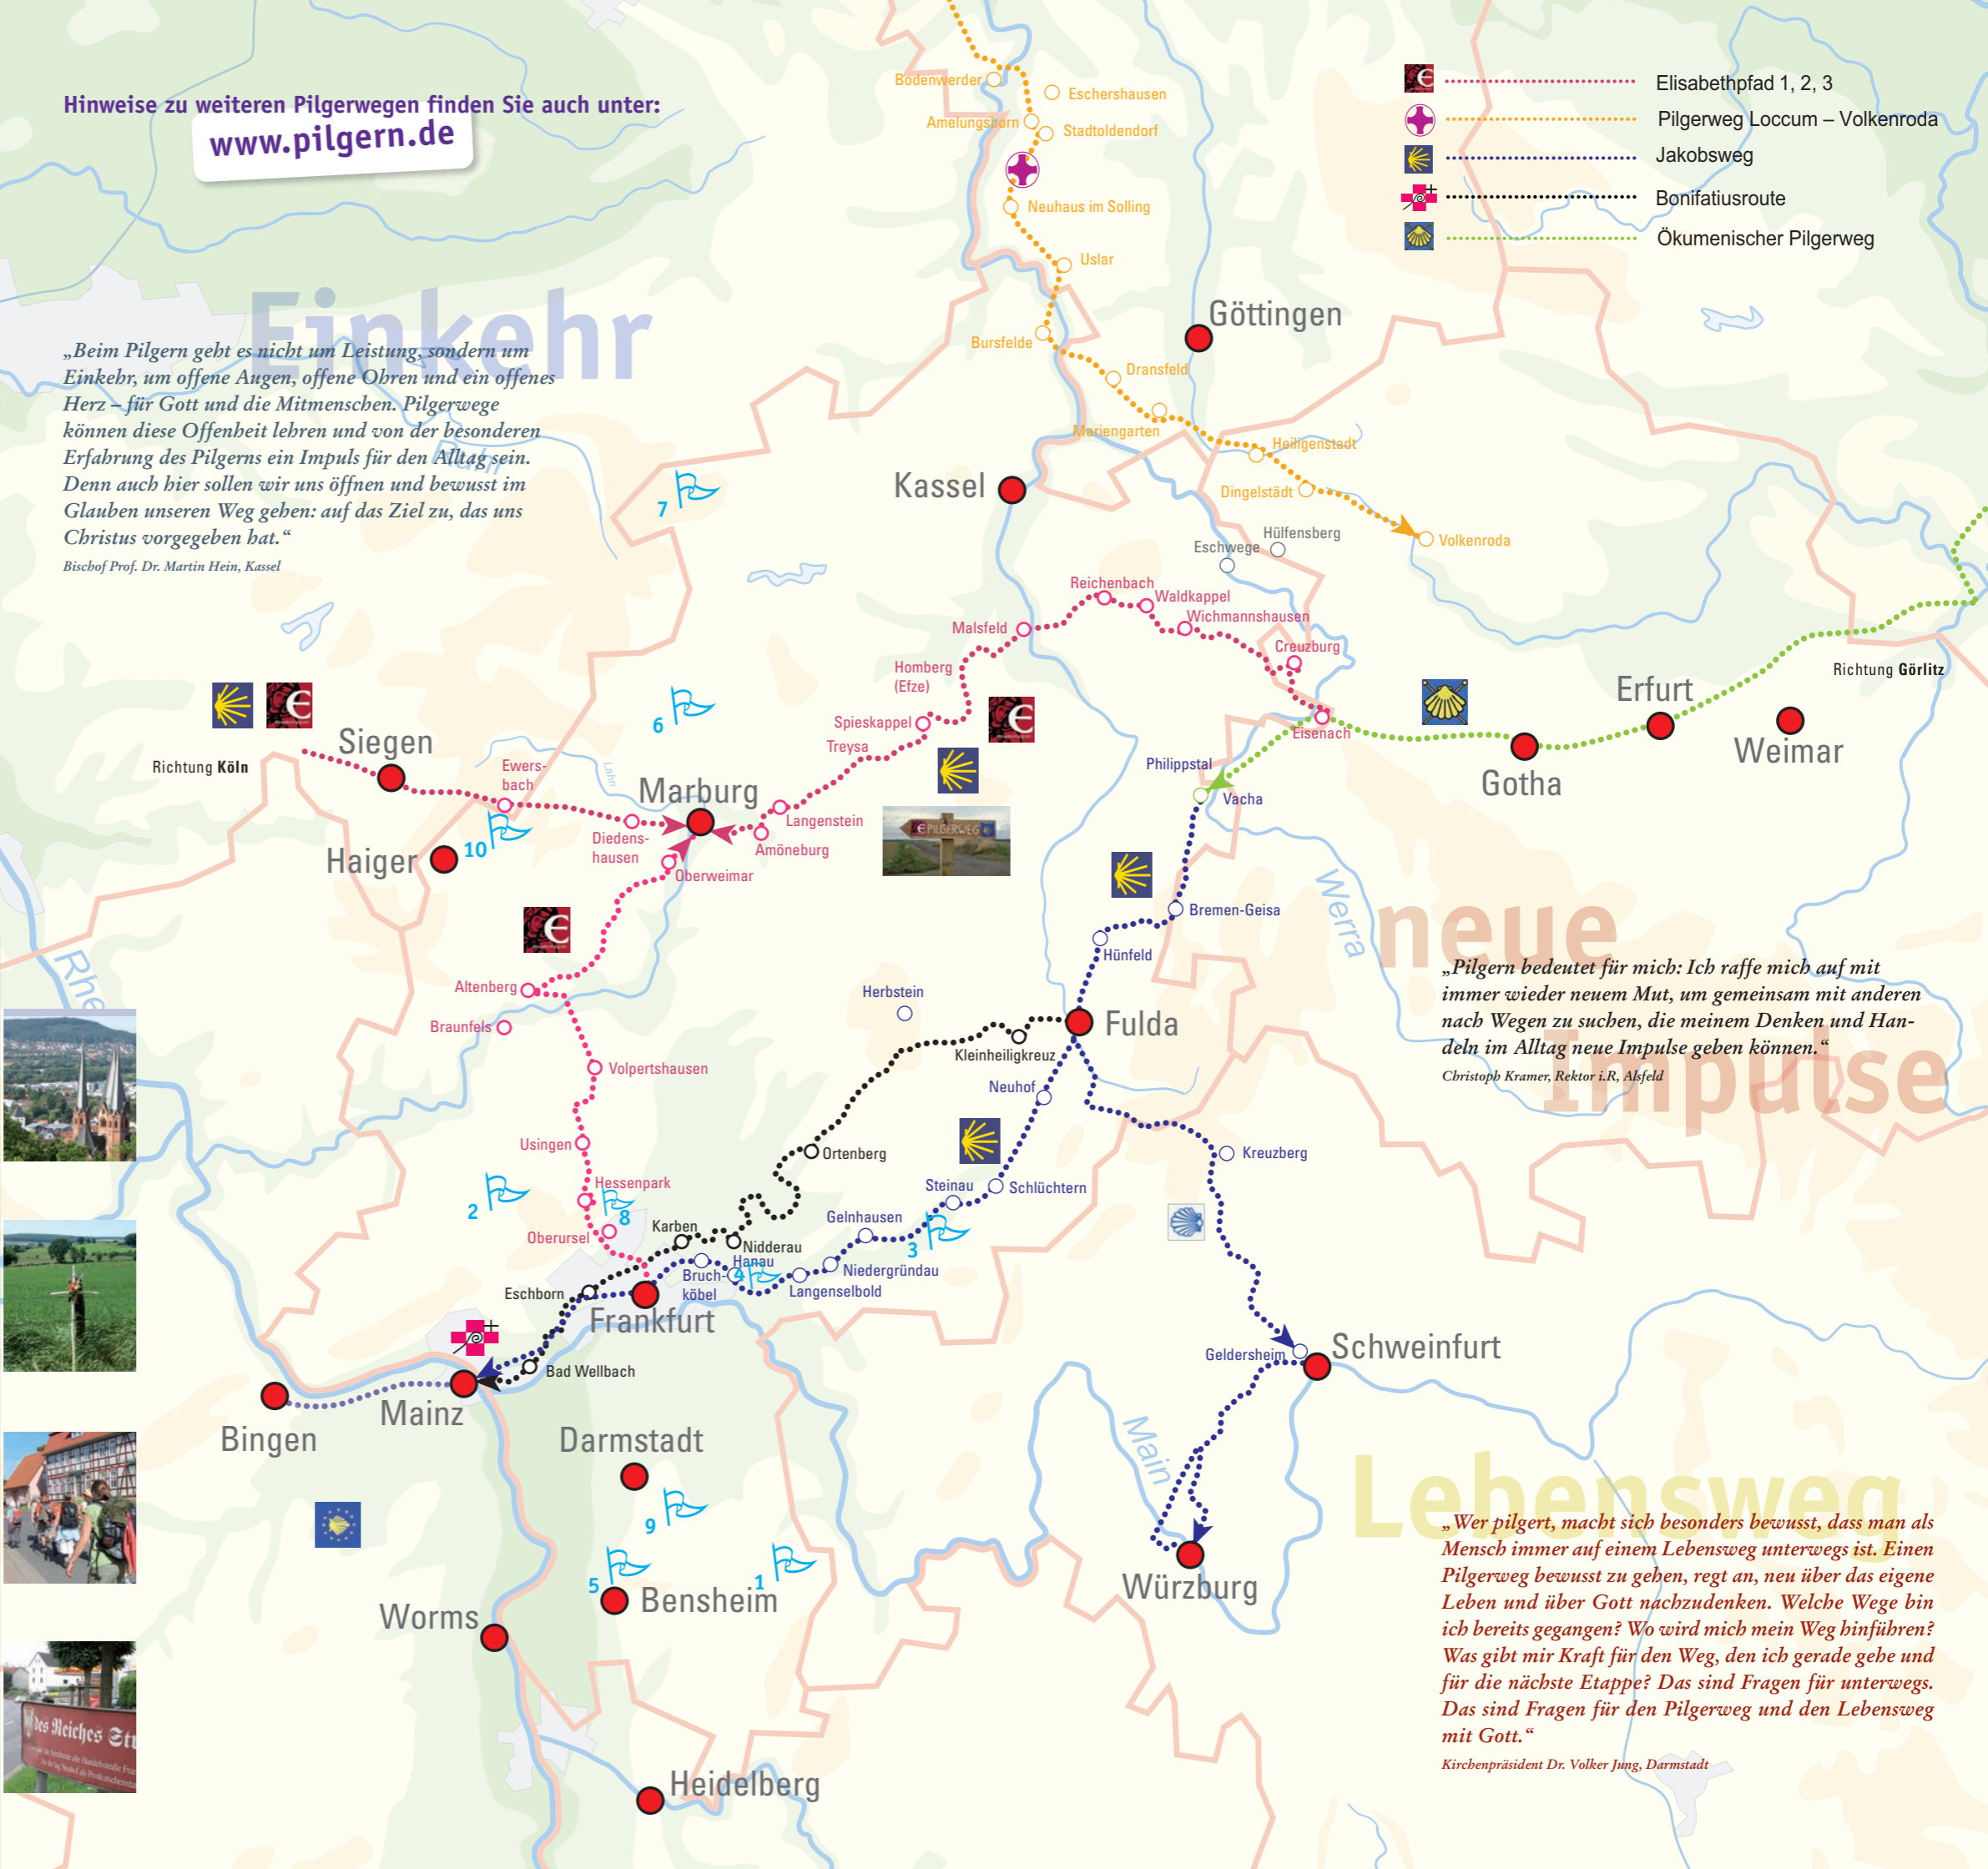 Hinweise zu weiteren Pilgerwegen finden Sie auch unter:
www.pilgern.de
Elisabethpfad 1, 2, 3
Pilgerweg Loccum – Volkenroda
Jakobsweg
Bonifatiusroute
Ökumenischer Pilgerweg
Einkehr
„Beim Pilgern geht es nicht um Leistung, sondern um
Einkehr, um offene Augen, offene Ohren und ein offenes
Herz – für Gott und die Mitmenschen. Pilgerwege
können diese Offenheit lehren und von der besonderen
Erfahrung des Pilgerns ein Impuls für den Alltag sein.
Denn auch hier sollen wir uns öffnen und bewusst im
Glauben unseren Weg gehen: auf das Ziel zu, das uns
Christus vorgegeben hat.“
Bischof Prof. Dr. Martin Hein, Kassel
Ruhr
Bodenwerder
Eschershausen
Amelungsborn
Stadtoldendorf
Neuhaus im Solling
Uslar
Göttingen
Bursfelde
Dransfeld
Mariengarten
Heiligenstadt
Kassel
Dingelstädt
7
Hülfensberg
Eschwege
Volkenroda
Reichenbach
Waldkappel
Wichmannshausen
Malsfeld
Creuzburg
Homberg
(Efze)
Richtung Görlitz
Erfurt
6
Spieskappel
Treysa
Eisenach
Siegen
Richtung Köln
Ewers-
bach
Lahn
Marburg
Philippstal
Vacha
Gotha
Weimar
Langenstein
Diedens-
hausen
Amöneburg
PILGERWEG
Haiger
10
Oberweimar
Werra
Bremen-Geisa
Hünfeld
neue
„Pilgern bedeutet für mich: Ich raffe mich auf mit
immer wieder neuem Mut, um gemeinsam mit anderen
nach Wegen zu suchen, die meinem Denken und Han-
deln im Alltag neue Impulse geben können.“
Christoph Kramer, Rektor i.R, Alsfeld
Impulse
Rhe
Altenberg
Braunfels
Herbstein
Fulda
Kleinheiligkreuz
Volpertshausen
Neuhof
Usingen
Ortenberg
Kreuzberg
Hessenpark
2
8
Steinau
Schlüchtern
Oberursel
Karben
Gelnhausen
3
Nidderau
Hanau
4
Bruch-
köbel
Niedergründau
Langenselbold
Eschborn
Frankfurt
Bad Wellbach
Schweinfurt
Geldersheim
Mainz
Bingen
Darmstadt
Main
9
5
1
Bensheim
Würzburg
Worms
Lebensweg
„Wer pilgert, macht sich besonders bewusst, dass man als
Mensch immer auf einem Lebensweg unterwegs ist. Einen
Pilgerweg bewusst zu gehen, regt an, neu über das eigene
Leben und über Gott nachzudenken. Welche Wege bin
ich bereits gegangen? Wo wird mich mein Weg hinführen?
Was gibt mir Kraft für den Weg, den ich gerade gehe und
für die nächste Etappe? Das sind Fragen für unterwegs.
Das sind Fragen für den Pilgerweg und den Lebensweg
mit Gott.“
Kirchenpräsident Dr. Volker Jung, Darmstadt
des Reiches Str
Heidelberg